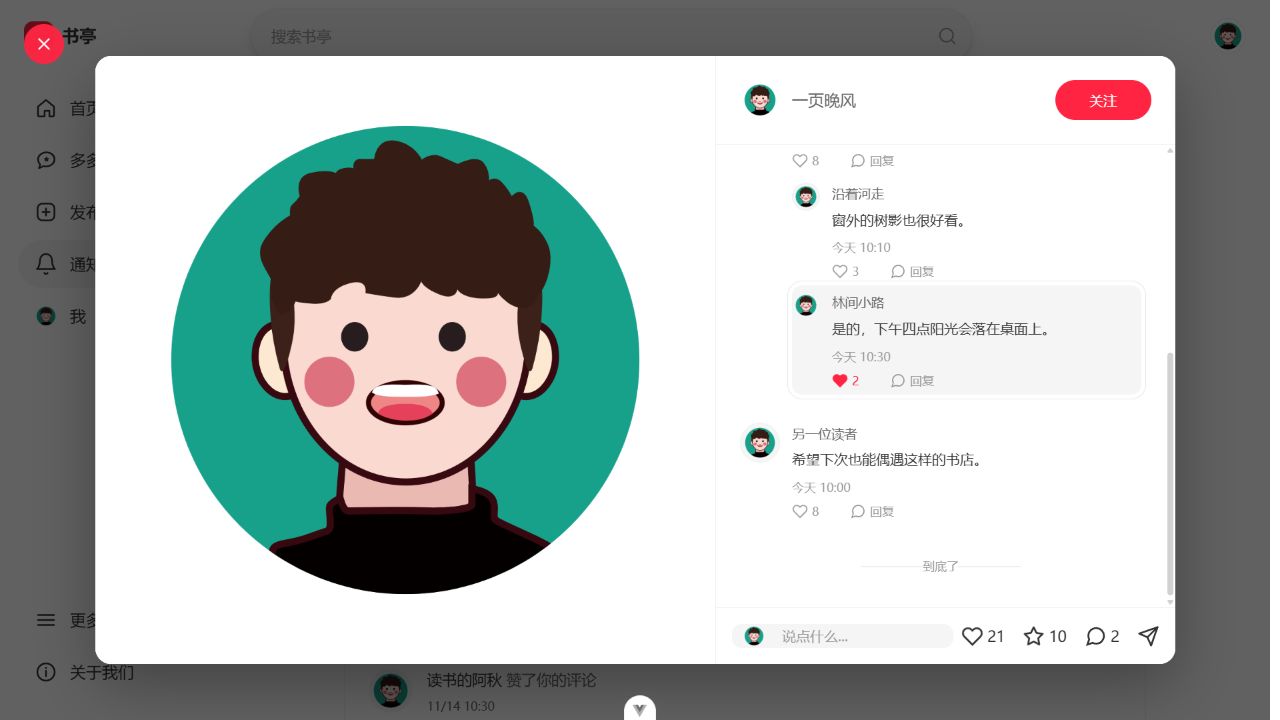 书亭
搜索书亭
首页
多多
发布
通知
我
更多
关于我们
一页晚风
关注
8 回复
沿着河走
窗外的树影也很好看。
今天 10:10
3 回复
林间小路
是的，下午四点阳光会落在桌面上。
今天 10:30
2 回复
另一位读者
希望下次也能偶遇这样的书店。
今天 10:00
8 回复
到底了
说点什么...
21
10
2
读书的阿秋 赞了你的评论
11/14 10:30